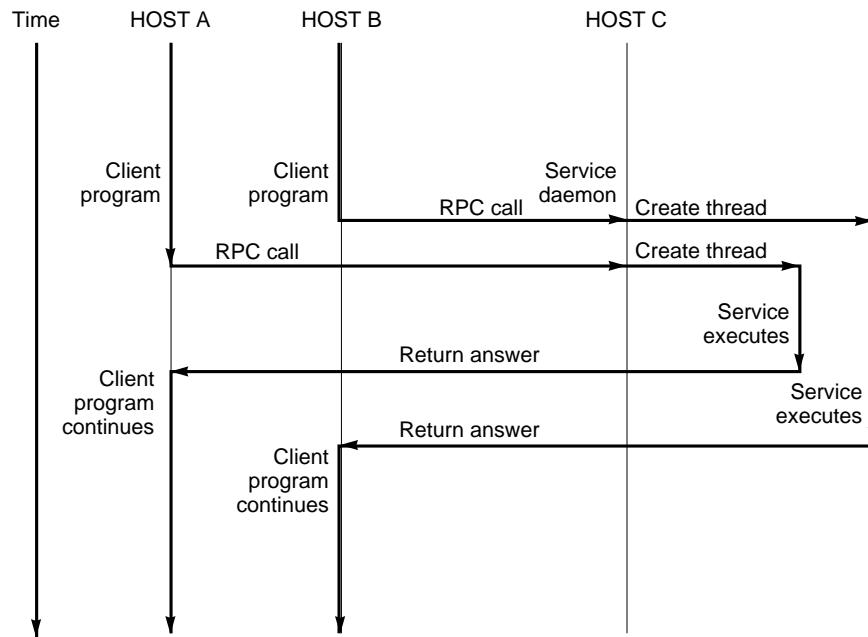 Time
HOST A
HOST B
HOST C
Client
program
Client
program
Service
daemon
RPC call
Create thread
RPC call
Create thread
Service
executes
Return answer
Client
program
continues
Service
executes
Return answer
Client
program
continues